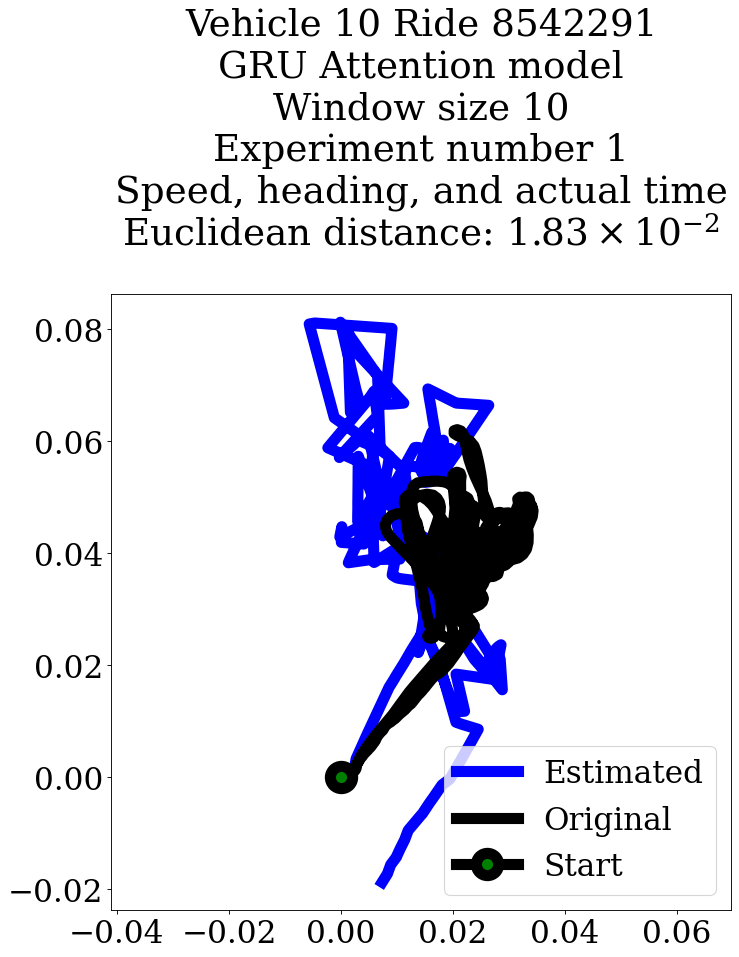 Vehicle 10 Ride 8542291
GRU Attention model
Window size 10
Experiment number 1
Speed, heading, and actual time
Euclidean distance: 1.83 × 10⁻²
0.08
0.06
0.04
0.02
0.00
−0.02
−0.04 −0.02 0.00 0.02 0.04 0.06
Estimated
Original
Start